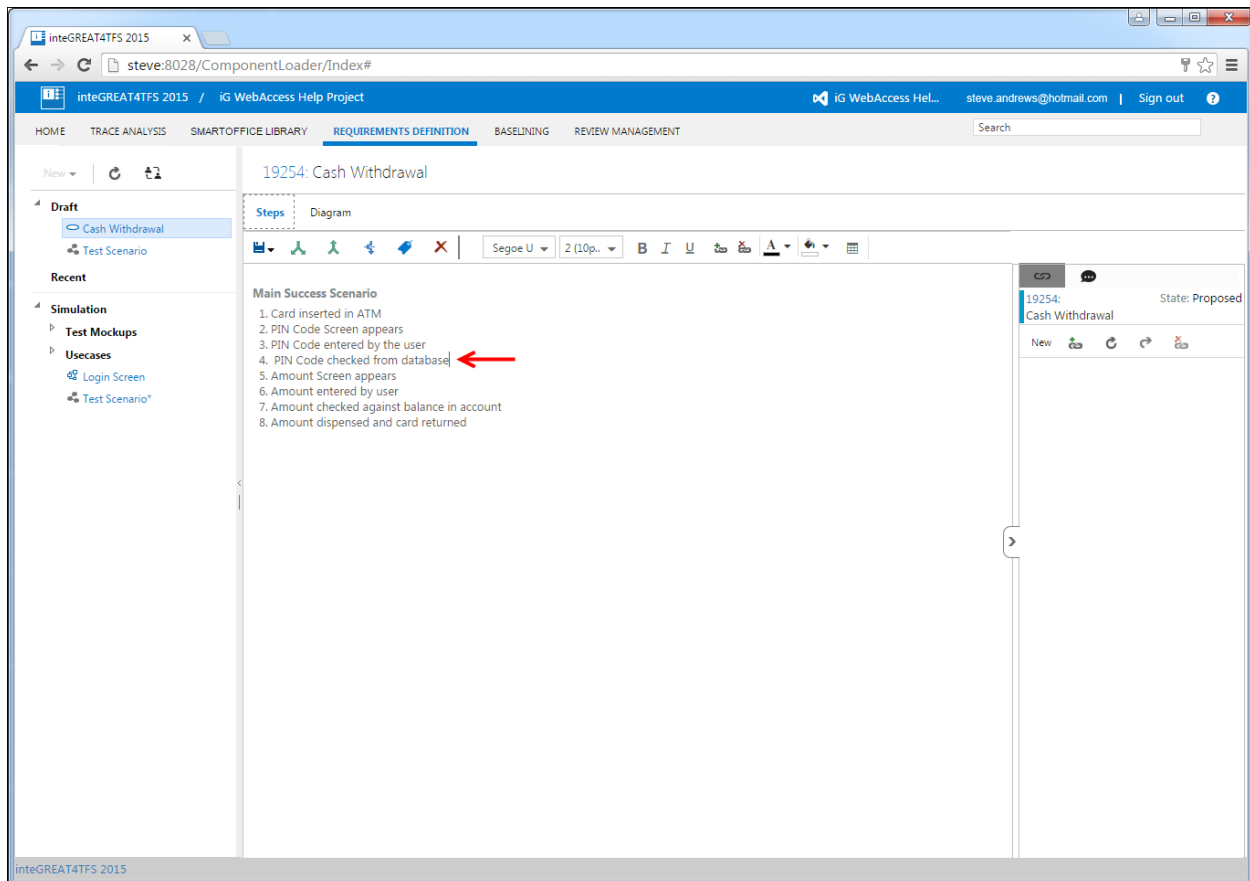 inteGREAT4TFS 2015
steve:8028/ComponentLoader/Index#
inteGREAT4TFS 2015 / iG WebAccess Help Project
iG WebAccess Hel... steve.andrews@hotmail.com | Sign out ?
HOME TRACE ANALYSIS SMARTOFFICE LIBRARY REQUIREMENTS DEFINITION BASELINING REVIEW MANAGEMENT
Search
New
19254: Cash Withdrawal
Draft
Cash Withdrawal
Test Scenario
Recent
Simulation
Test Mockups
Usecases
Login Screen
Test Scenario*
Steps Diagram
Segoe U 2 (10p.. B I U A
Main Success Scenario
1. Card inserted in ATM
2. PIN Code Screen appears
3. PIN Code entered by the user
4. PIN Code checked from database
5. Amount Screen appears
6. Amount entered by user
7. Amount checked against balance in account
8. Amount dispensed and card returned
19254: State: Proposed
Cash Withdrawal
New
inteGREAT4TFS 2015